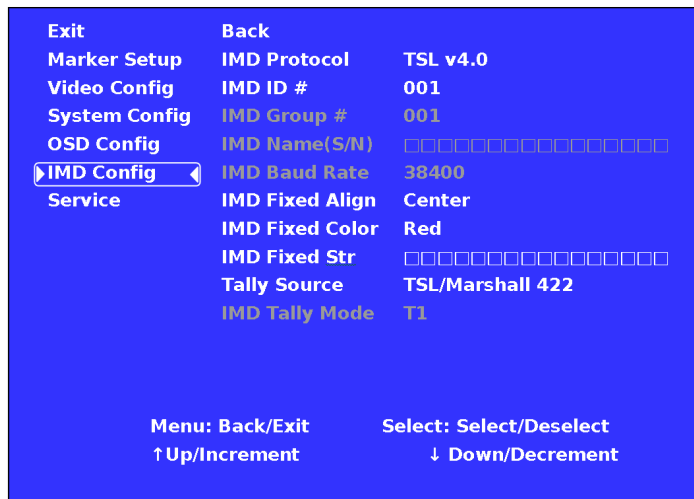 Exit Back
Marker Setup IMD Protocol TSL v4.0
Video Config IMD ID # 001
System Config IMD Group # 001
OSD Config IMD Name(S/N) □□□□□□□□□□□□□□□□
IMD Config IMD Baud Rate 38400
Service IMD Fixed Align Center
IMD Fixed Color Red
IMD Fixed Str □□□□□□□□□□□□□□□□
Tally Source TSL/Marshall 422
IMD Tally Mode T1
Menu: Back/Exit Select: Select/Deselect
↑Up/Increment ↓ Down/Decrement